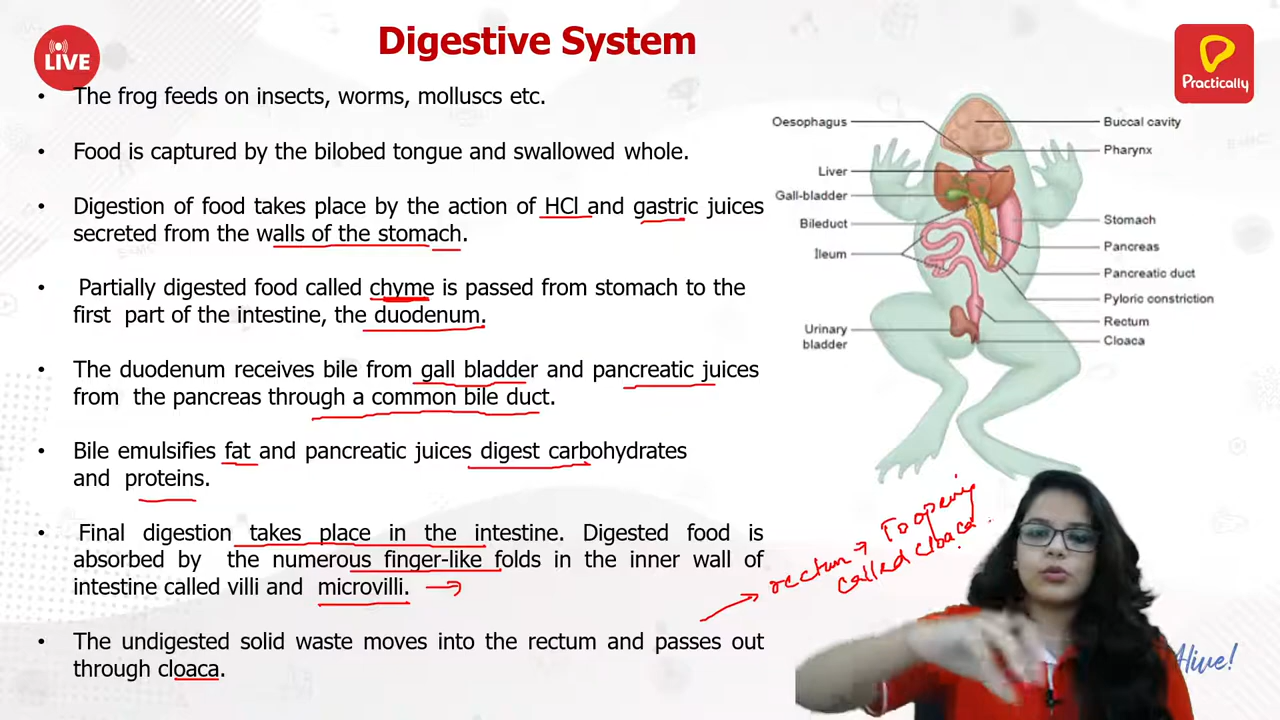 Digestive System
LIVE
Practically
• The frog feeds on insects, worms, molluscs etc.
• Food is captured by the bilobed tongue and swallowed whole.
• Digestion of food takes place by the action of HCl and gastric juices
secreted from the walls of the stomach.
• Partially digested food called chyme is passed from stomach to the
first part of the intestine, the duodenum.
• The duodenum receives bile from gall bladder and pancreatic juices
from the pancreas through a common bile duct.
• Bile emulsifies fat and pancreatic juices digest carbohydrates
and proteins.
• Final digestion takes place in the intestine. Digested food is
absorbed by the numerous finger-like folds in the inner wall of
intestine called villi and microvilli.
• The undigested solid waste moves into the rectum and passes out
through cloaca.
Oesophagus
Liver
Gall-bladder
Bileduct
Ileum
Urinary
bladder
Buccal cavity
Pharynx
Stomach
Pancreas
Pancreatic duct
Pyloric constriction
Rectum
Cloaca
rectum → To opening
called cloaca.
Alive!